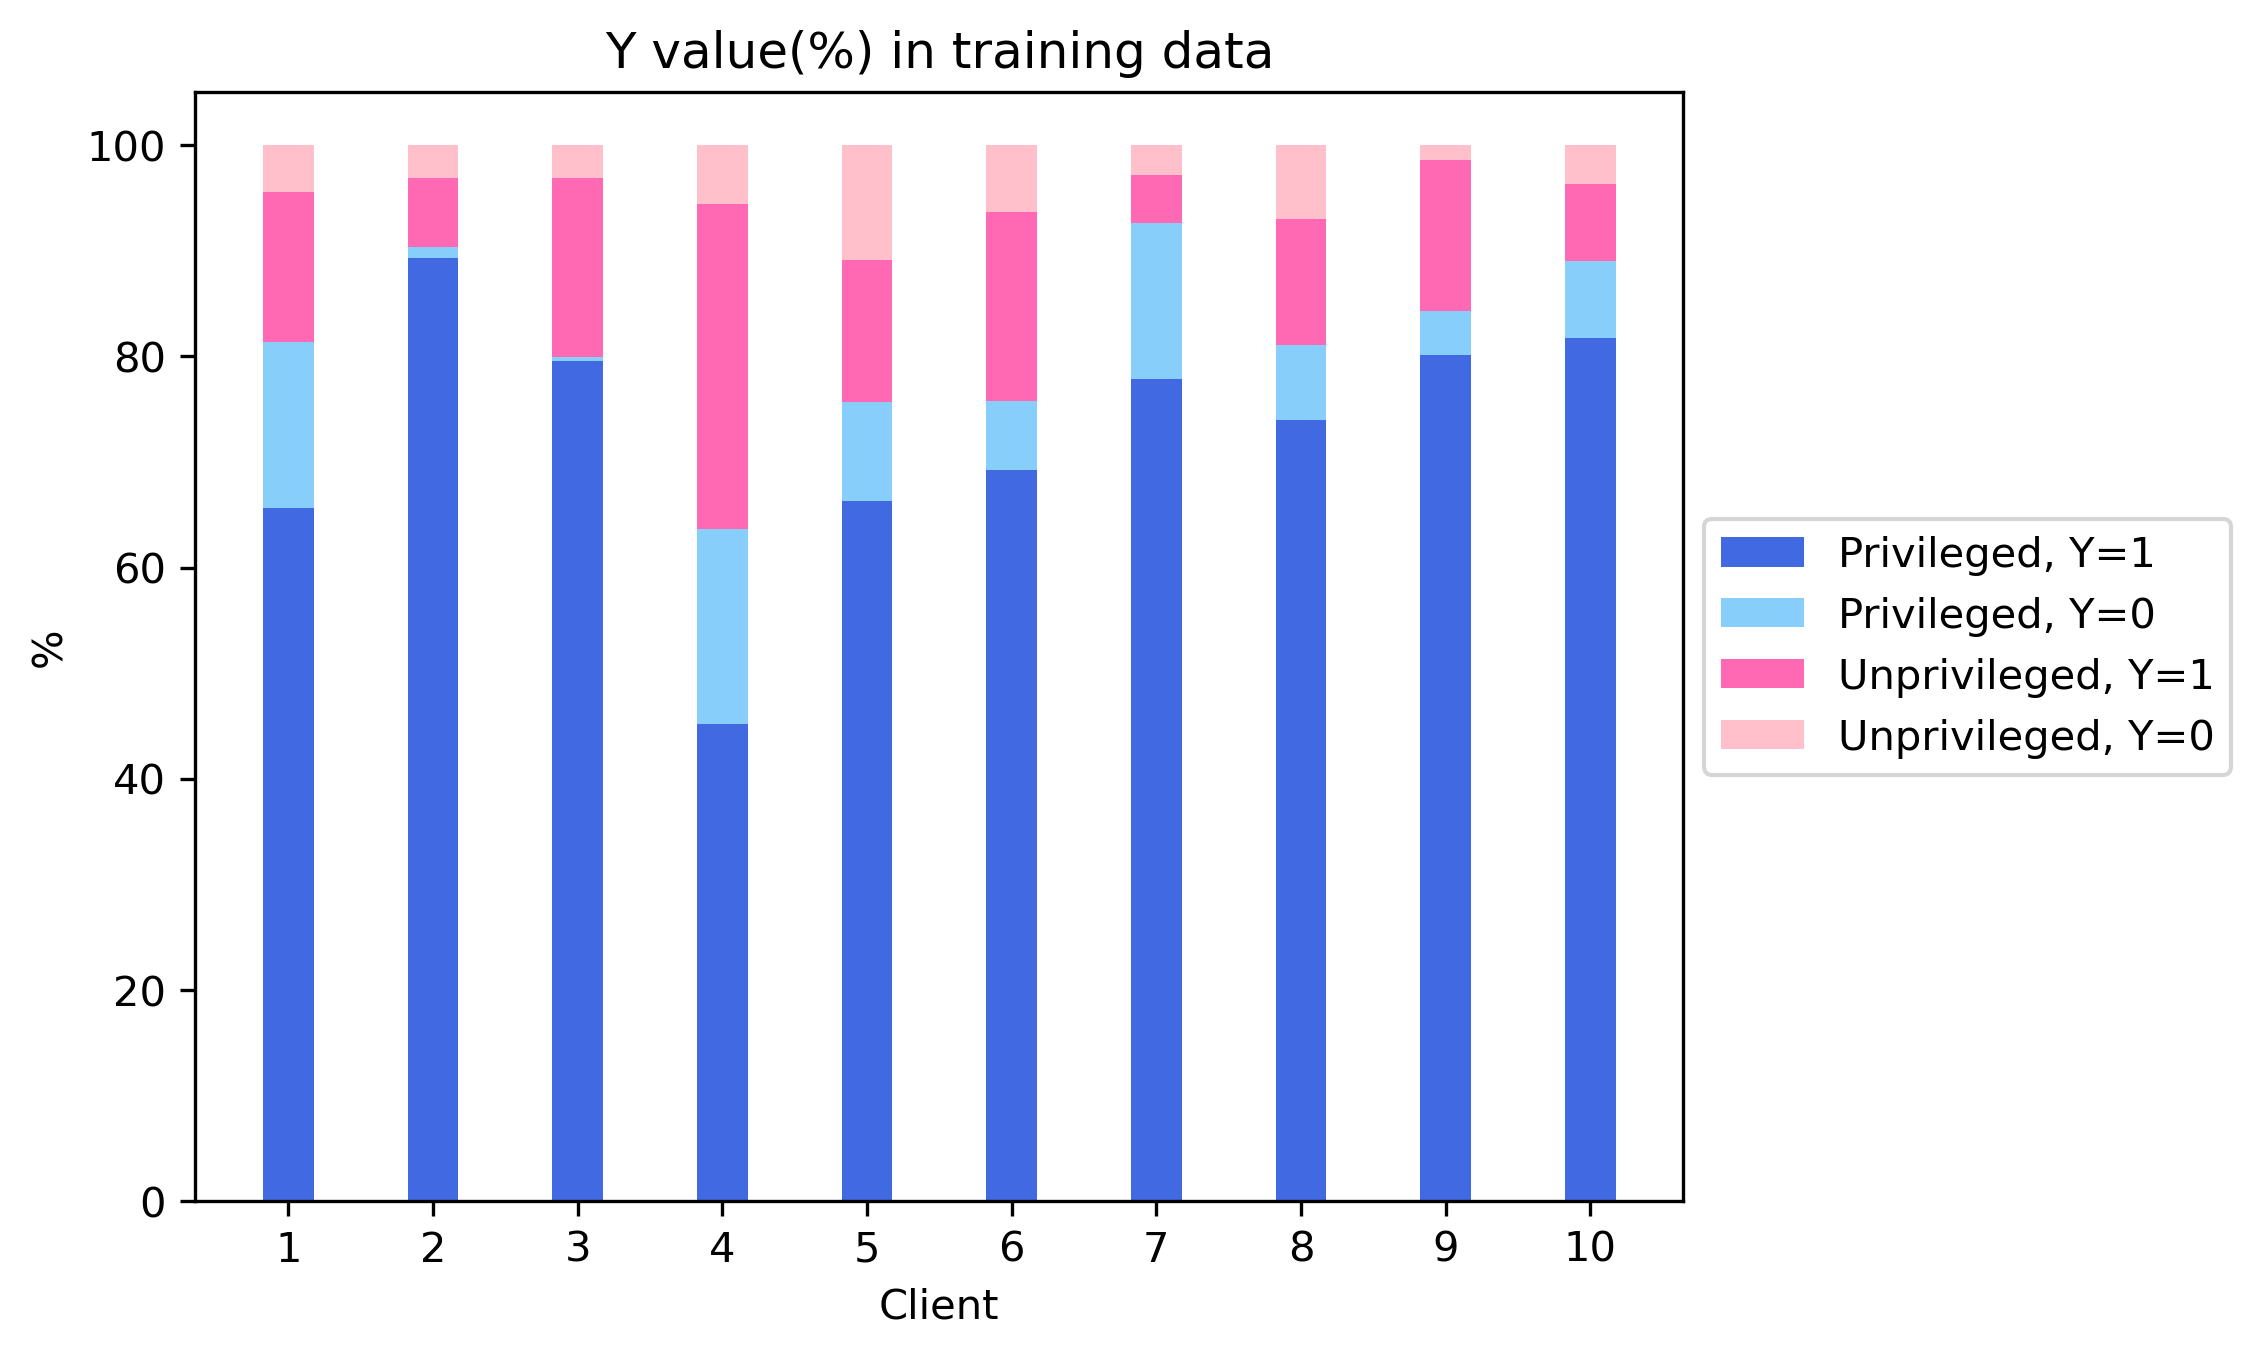 Y value(%) in training data
100
80
60
40
20
0
%
1 2 3 4 5 6 7 8 9 10
Client
Privileged, Y=1
Privileged, Y=0
Unprivileged, Y=1
Unprivileged, Y=0